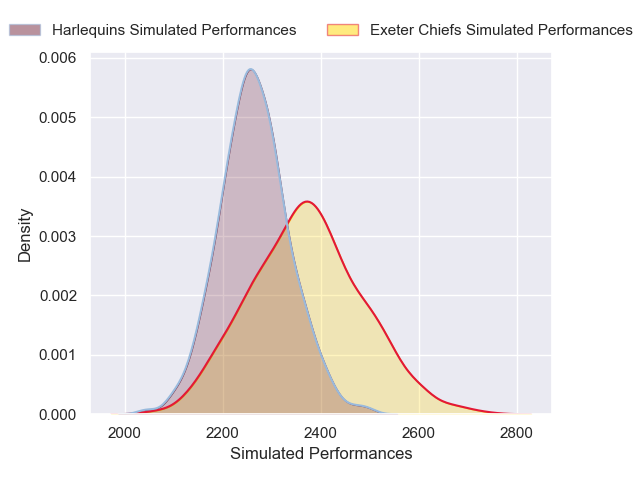 Harlequins Simulated Performances Exeter Chiefs Simulated Performances
0.006
0.005
0.004
0.003
0.002
0.001
0.000
Density
2000 2200 2400 2600 2800
Simulated Performances